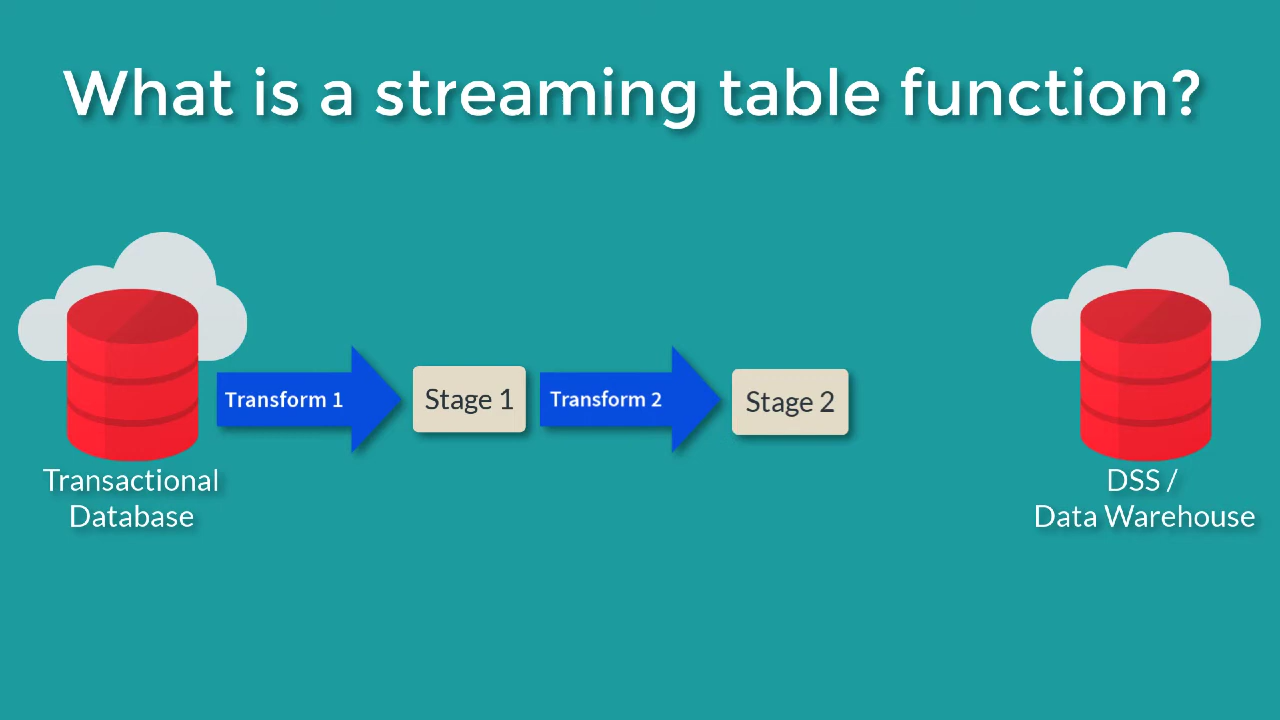 What is a streaming table function?
Transform 1
Stage 1
Transform 2
Stage 2
Transactional
Database
DSS /
Data Warehouse